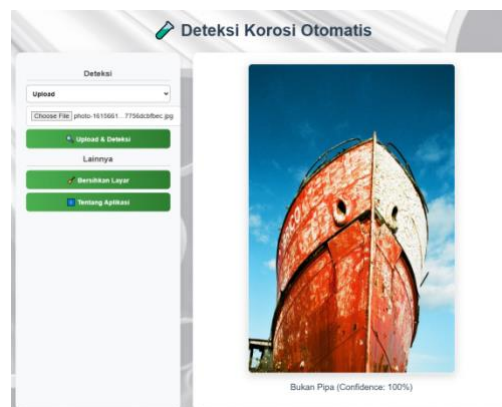 Deteksi Korosi Otomatis
Deteksi
Upload
Choose File photo-1615661...7756dcbfbec.jpg
Upload & Deteksi
Lainnya
Bersihkan Layar
Tentang Aplikasi
Bukan Pipa (Confidence: 100%)